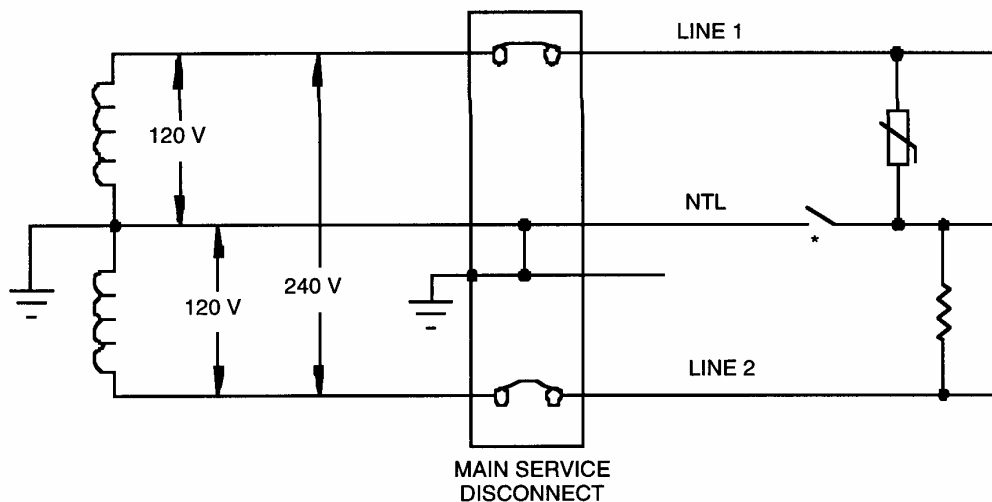 LINE 1
120 V
NTL
*
240 V
120 V
LINE 2
MAIN SERVICE
DISCONNECT